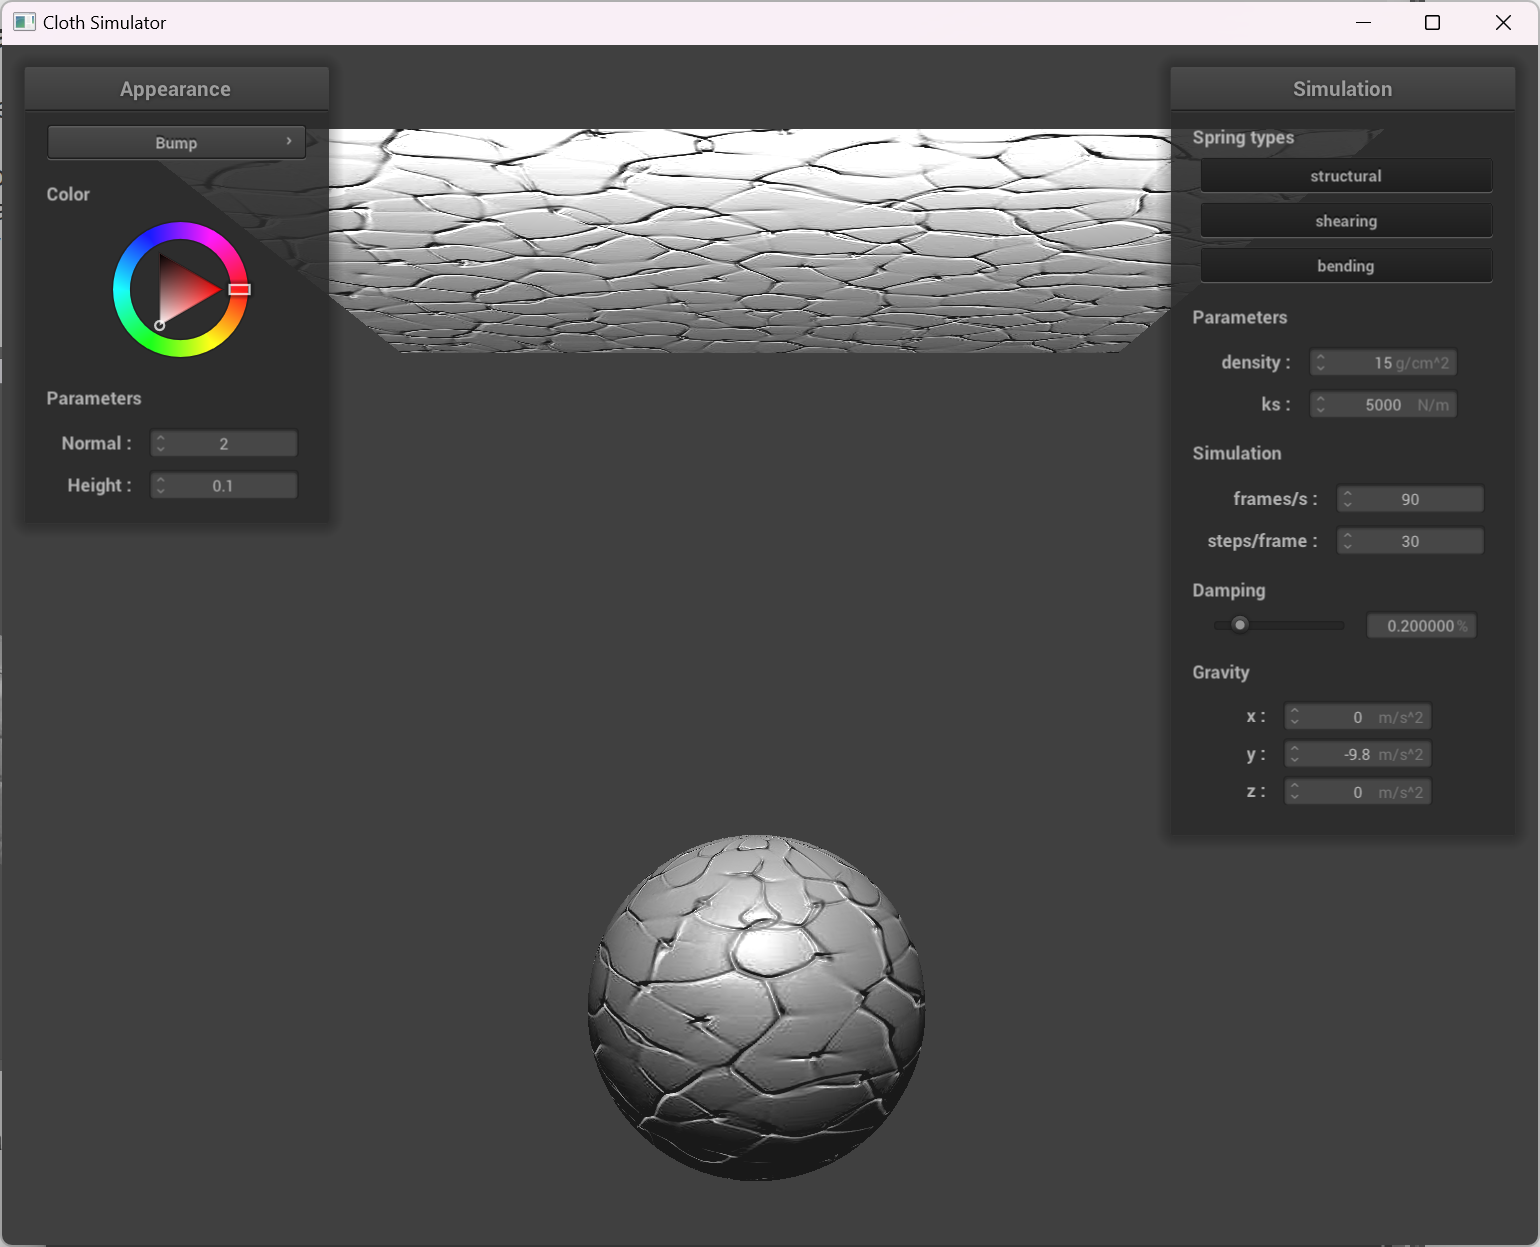 Cloth Simulator
Appearance
Bump
Color
Parameters
Normal : 2
Height : 0.1
Simulation
Spring types
structural
shearing
bending
Parameters
density : 15 g/cm^2
ks : 5000 N/m
Simulation
frames/s : 90
steps/frame : 30
Damping
0.200000 %
Gravity
x : 0 m/s^2
y : -9.8 m/s^2
z : 0 m/s^2